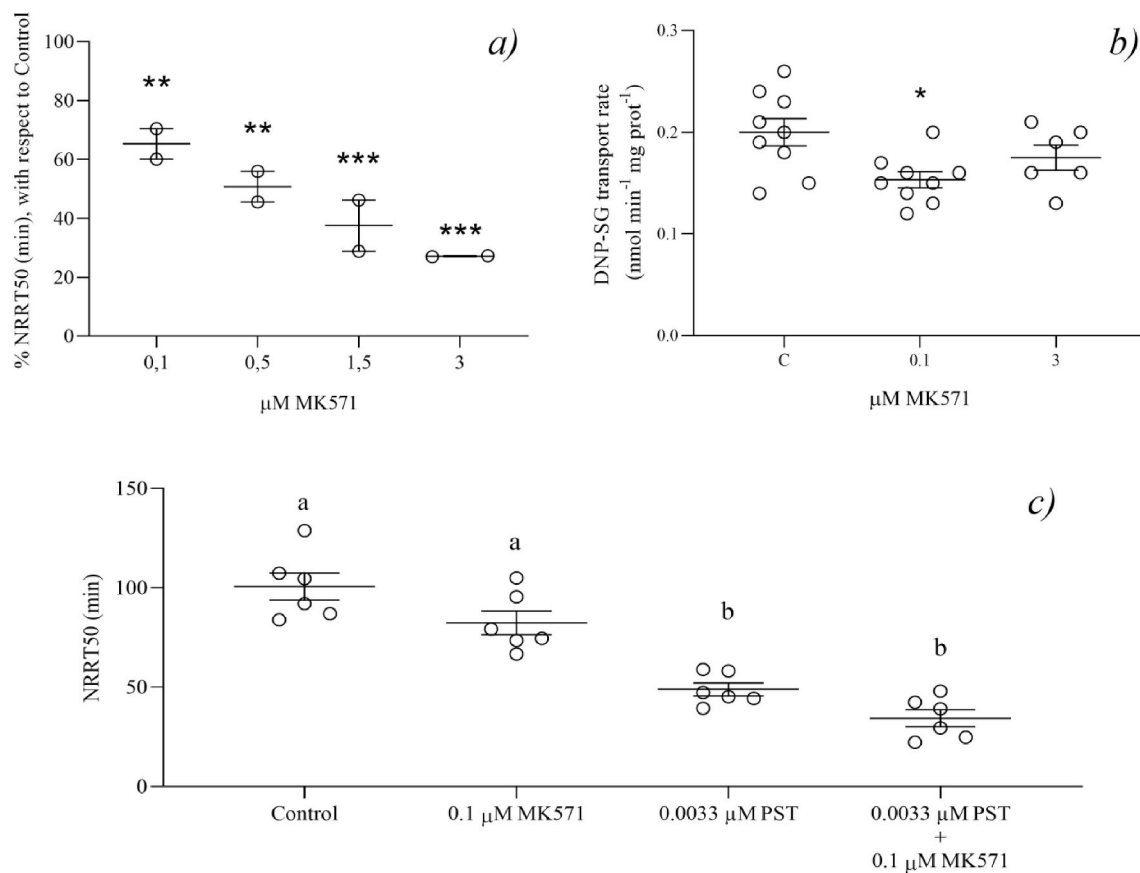 a)
% NRRT50 (min), with respect to Control
100
80
60
40
20
0
**
**
***
***
0,1 0,5 1,5 3
μM MK571
b)
DNP-SG transport rate
(nmol min⁻¹ mg prot⁻¹)
0.3
0.2
0.1
0.0
*
C 0.1 3
μM MK571
c)
NRRT50 (min)
150
100
50
0
a
a
b
b
Control 0.1 μM MK571 0.0033 μM PST 0.0033 μM PST
+
0.1 μM MK571